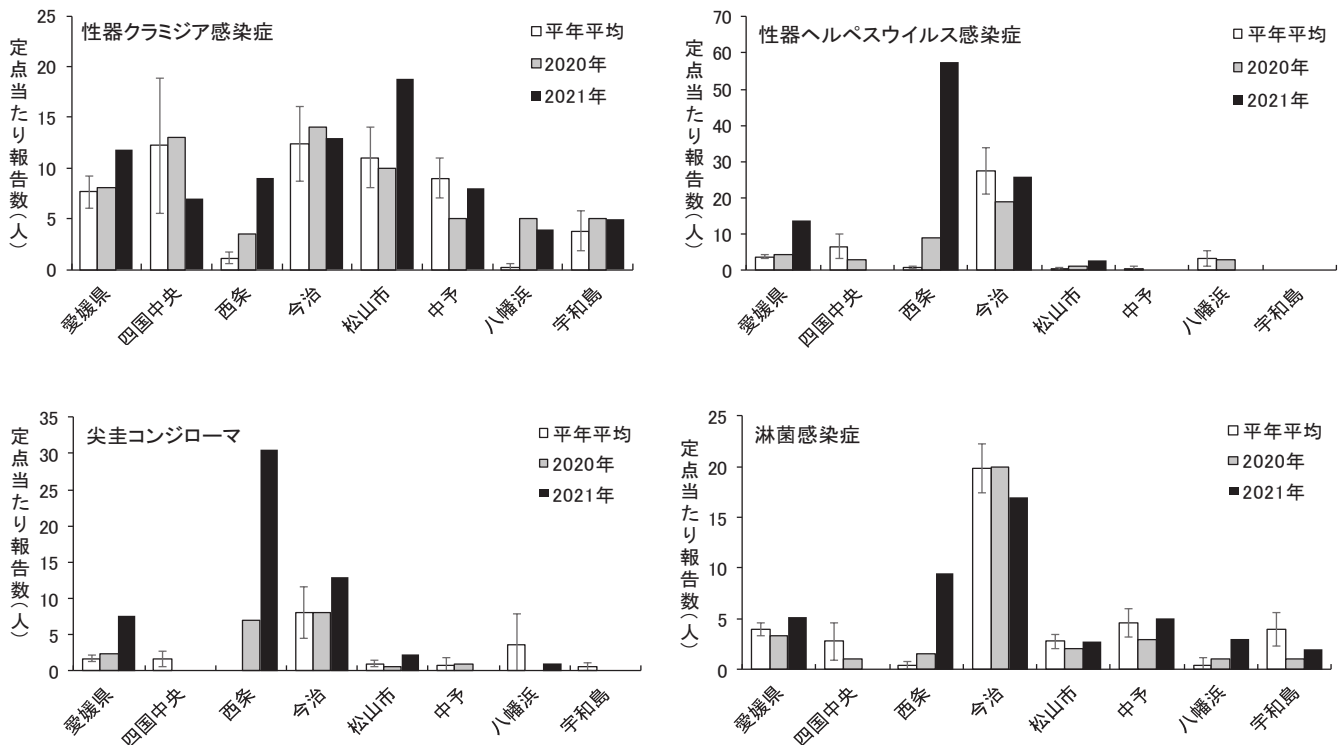 性器クラミジア感染症
定点当たり報告数(人)
25
20
15
10
5
0
平年平均
2020年
2021年
愛媛県
四国中央
西条
今治
松山市
中予
八幡浜
宇和島
性器ヘルペスウイルス感染症
定点当たり報告数(人)
70
60
50
40
30
20
10
0
平年平均
2020年
2021年
愛媛県
四国中央
西条
今治
松山市
中予
八幡浜
宇和島
尖圭コンジローマ
定点当たり報告数(人)
35
30
25
20
15
10
5
0
平年平均
2020年
2021年
愛媛県
四国中央
西条
今治
松山市
中予
八幡浜
宇和島
淋菌感染症
定点当たり報告数(人)
25
20
15
10
5
0
平年平均
2020年
2021年
愛媛県
四国中央
西条
今治
松山市
中予
八幡浜
宇和島